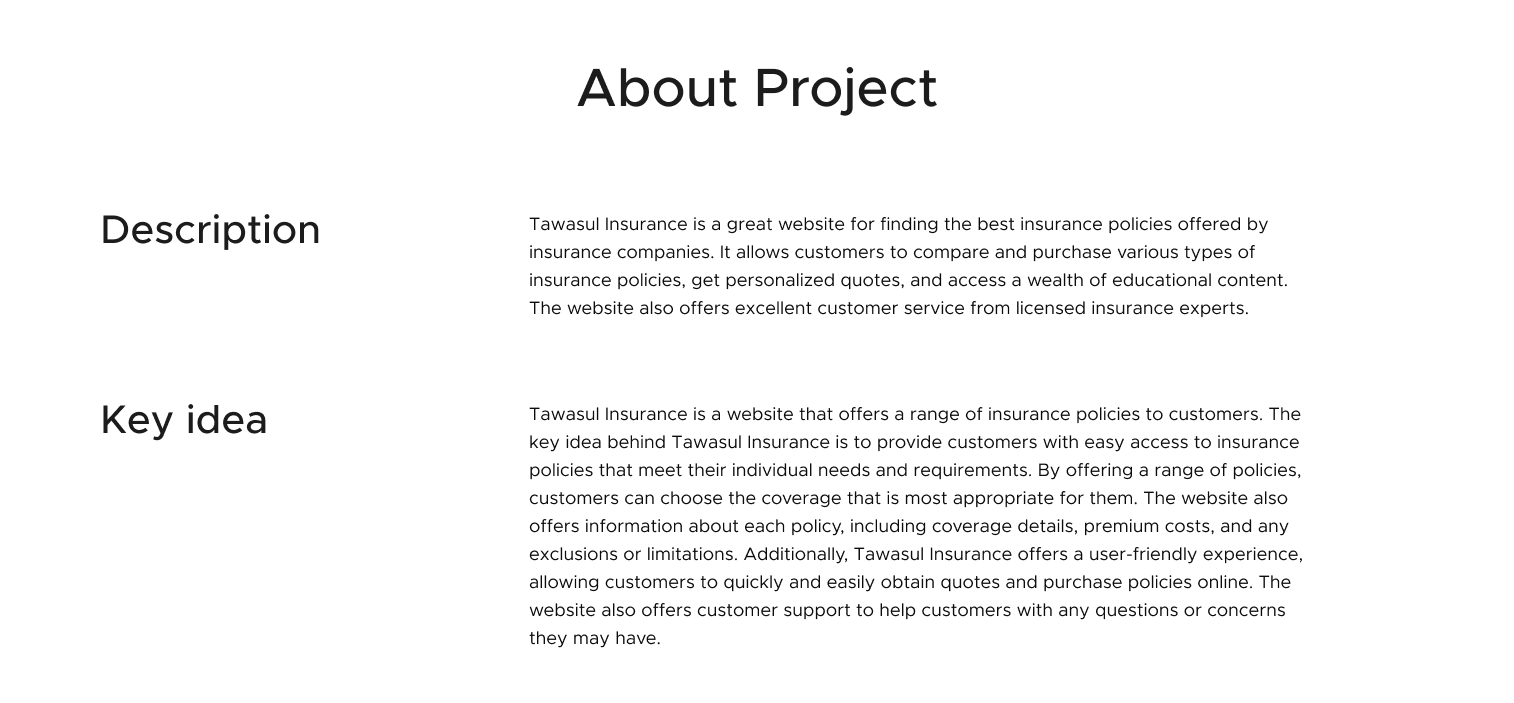 About Project
Description
Tawasul Insurance is a great website for finding the best insurance policies offered by
insurance companies. It allows customers to compare and purchase various types of
insurance policies, get personalized quotes, and access a wealth of educational content.
The website also offers excellent customer service from licensed insurance experts.
Key idea
Tawasul Insurance is a website that offers a range of insurance policies to customers. The
key idea behind Tawasul Insurance is to provide customers with easy access to insurance
policies that meet their individual needs and requirements. By offering a range of policies,
customers can choose the coverage that is most appropriate for them. The website also
offers information about each policy, including coverage details, premium costs, and any
exclusions or limitations. Additionally, Tawasul Insurance offers a user-friendly experience,
allowing customers to quickly and easily obtain quotes and purchase policies online. The
website also offers customer support to help customers with any questions or concerns
they may have.